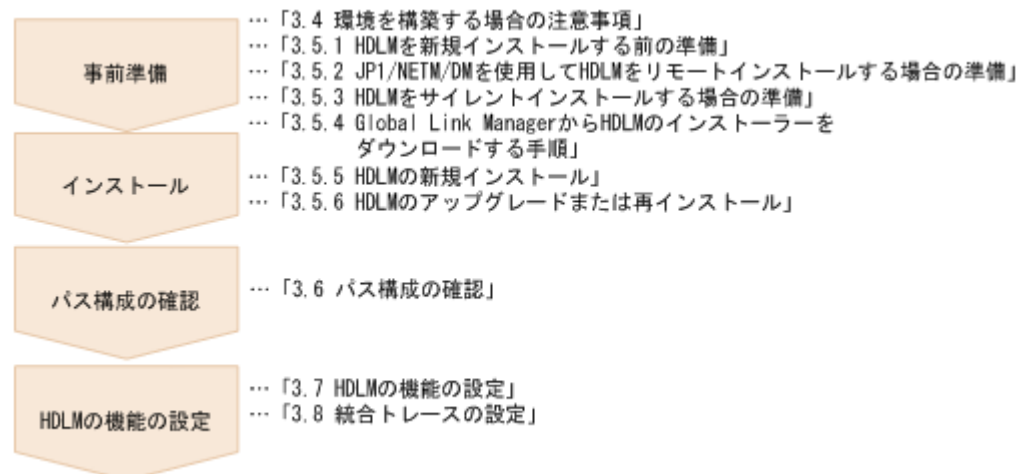 事前準備
…「3.4 環境を構築する場合の注意事項」
…「3.5.1 HDLMを新規インストールする前の準備」
…「3.5.2 JP1/NETM/DMを使用してHDLMをリモートインストールする場合の準備」
…「3.5.3 HDLMをサイレントインストールする場合の準備」
…「3.5.4 Global Link ManagerからHDLMのインストーラーを
ダウンロードする手順」
インストール
…「3.5.5 HDLMの新規インストール」
…「3.5.6 HDLMのアップグレードまたは再インストール」
パス構成の確認
…「3.6 パス構成の確認」
HDLMの機能の設定
…「3.7 HDLMの機能の設定」
…「3.8 統合トレースの設定」